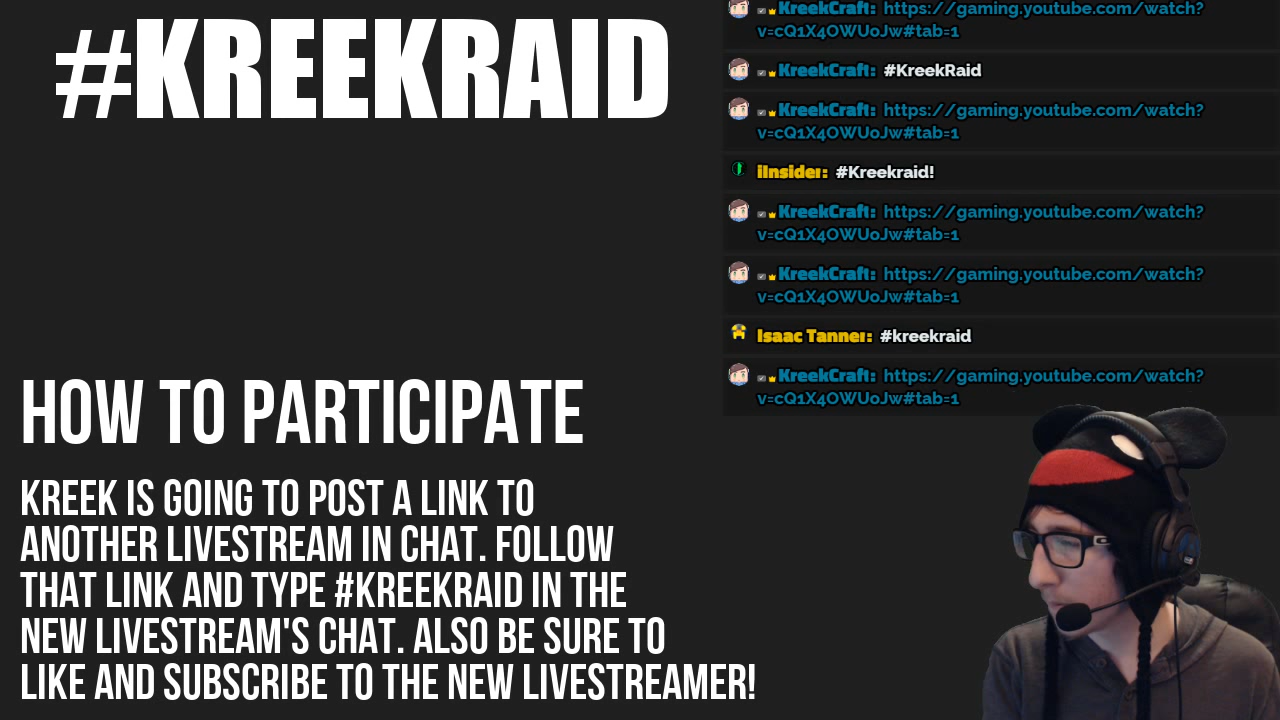 #KREEKRAID
HOW TO PARTICIPATE
KREEK IS GOING TO POST A LINK TO
ANOTHER LIVESTREAM IN CHAT. FOLLOW
THAT LINK AND TYPE #KREEKRAID IN THE
NEW LIVESTREAM'S CHAT. ALSO BE SURE TO
LIKE AND SUBSCRIBE TO THE NEW LIVESTREAMER!
KreekCraft: https://gaming.youtube.com/watch?
v=cQ1X4OWUoJw#tab=1
KreekCraft: #KreekRaid
KreekCraft: https://gaming.youtube.com/watch?
v=cQ1X4OWUoJw#tab=1
iInsider: #Kreekraid!
KreekCraft: https://gaming.youtube.com/watch?
v=cQ1X4OWUoJw#tab=1
KreekCraft: https://gaming.youtube.com/watch?
v=cQ1X4OWUoJw#tab=1
Isaac Tanner: #kreekraid
KreekCraft: https://gaming.youtube.com/watch?
v=cQ1X4OWUoJw#tab=1